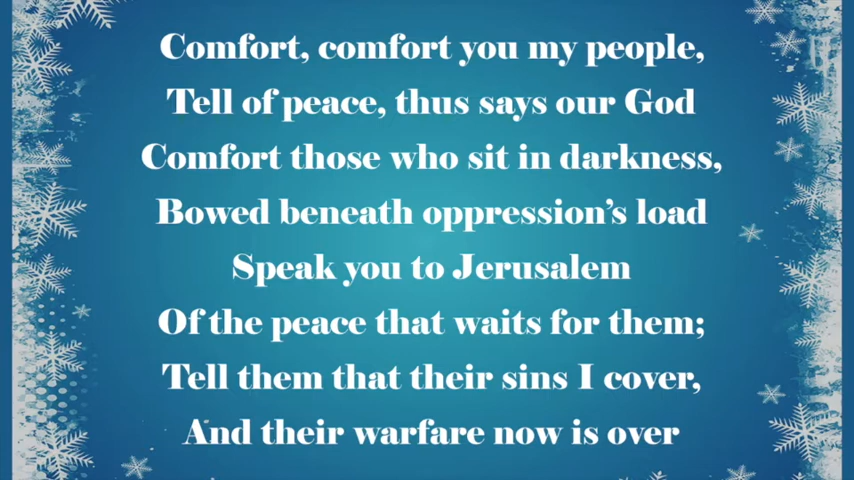 Comfort, comfort you my people,
Tell of peace, thus says our God
Comfort those who sit in darkness,
Bowed beneath oppression's load
Speak you to Jerusalem
Of the peace that waits for them;
Tell them that their sins I cover,
And their warfare now is over